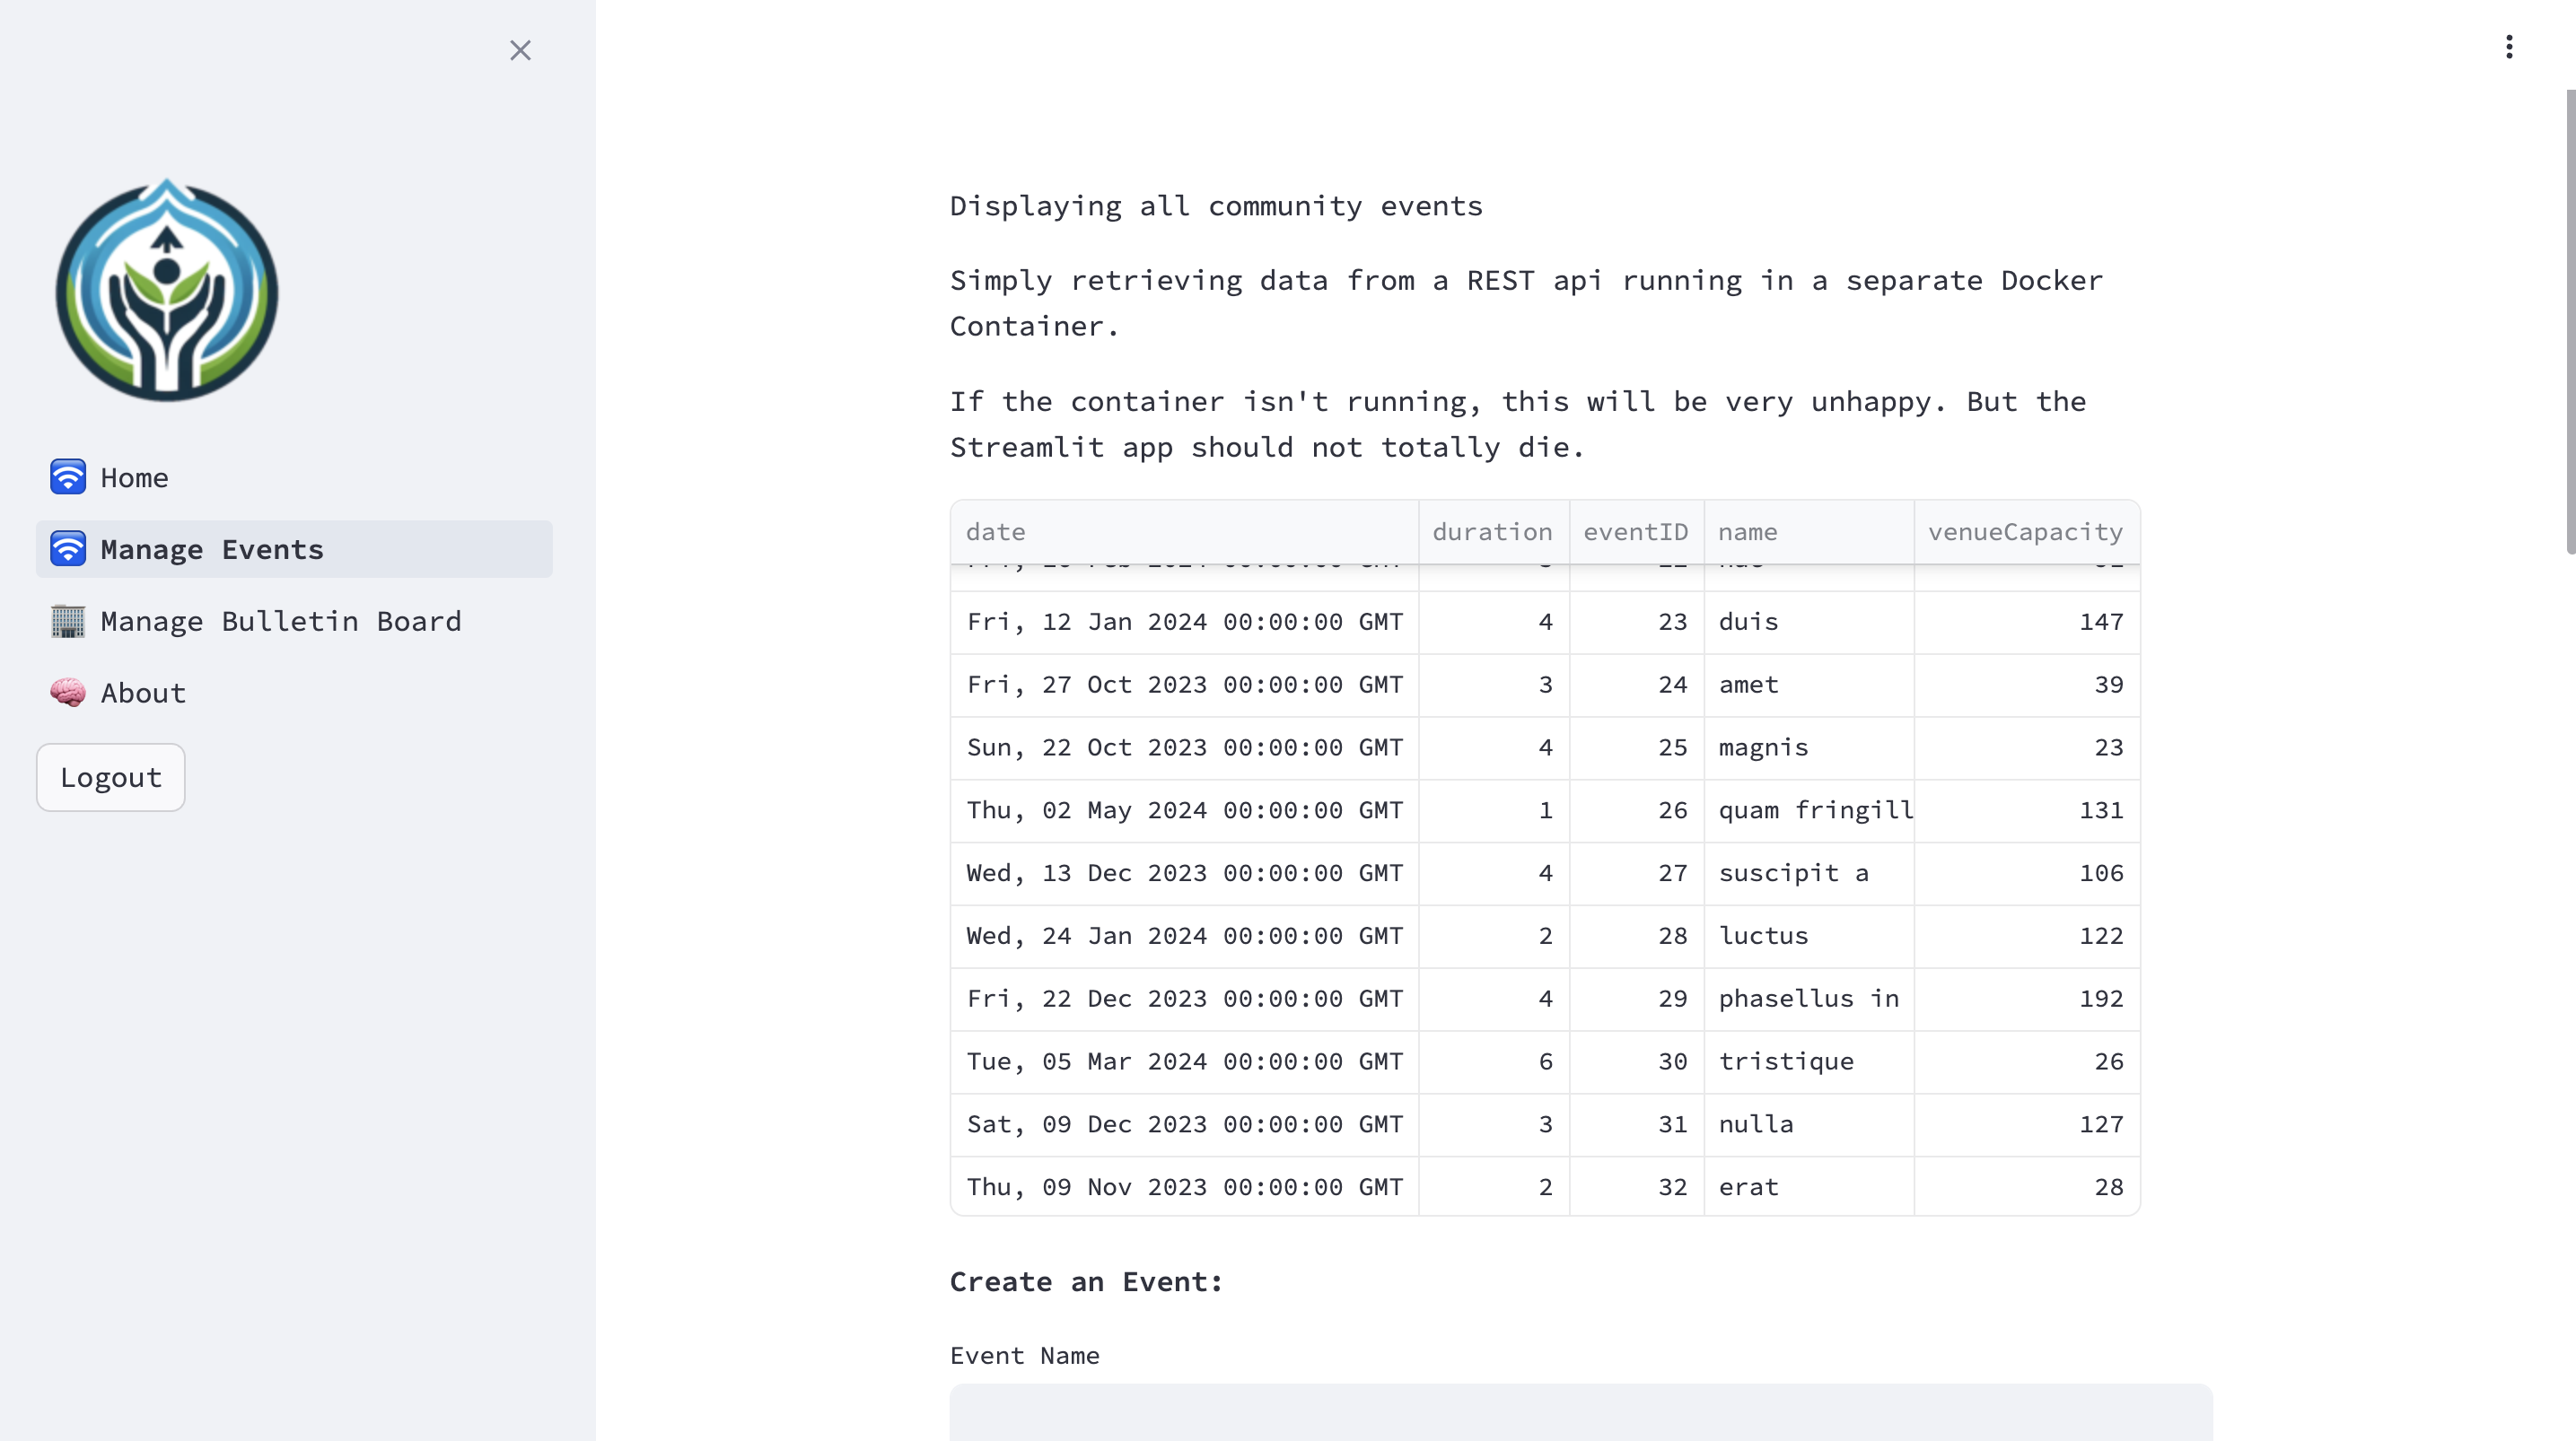 Home
Manage Events
Manage Bulletin Board
About
Logout
Displaying all community events
Simply retrieving data from a REST api running in a separate Docker
Container.
If the container isn't running, this will be very unhappy. But the
Streamlit app should not totally die.
date duration eventID name venueCapacity
Fri, 12 Jan 2024 00:00:00 GMT 4 23 duis 147
Fri, 27 Oct 2023 00:00:00 GMT 3 24 amet 39
Sun, 22 Oct 2023 00:00:00 GMT 4 25 magnis 23
Thu, 02 May 2024 00:00:00 GMT 1 26 quam fringill 131
Wed, 13 Dec 2023 00:00:00 GMT 4 27 suscipit a 106
Wed, 24 Jan 2024 00:00:00 GMT 2 28 luctus 122
Fri, 22 Dec 2023 00:00:00 GMT 4 29 phasellus in 192
Tue, 05 Mar 2024 00:00:00 GMT 6 30 tristique 26
Sat, 09 Dec 2023 00:00:00 GMT 3 31 nulla 127
Thu, 09 Nov 2023 00:00:00 GMT 2 32 erat 28
Create an Event:
Event Name